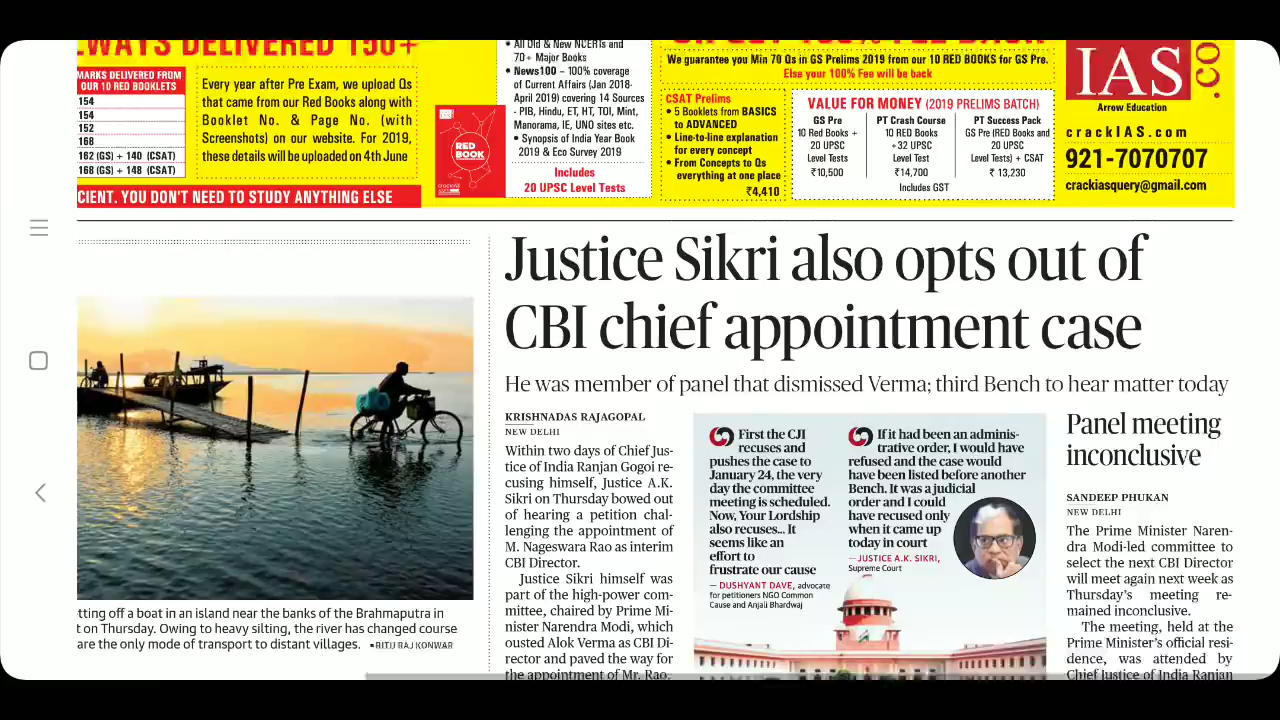 LWAYS DELIVERED 150+
MARKS DELIVERED FROM
OUR 10 RED BOOKLETS
154
154
152
168
162 (GS) + 140 (CSAT)
168 (GS) + 148 (CSAT)
Every year after Pre Exam, we upload Qs
that came from our Red Books along with
Booklet No. & Page No. (with
Screenshots) on our website. For 2019,
these details will be uploaded on 4th June
CIENT. YOU DON'T NEED TO STUDY ANYTHING ELSE
RED
BOOK
• All Old & New NCERTs and
70+ Major Books
• News100 – 100% coverage
of Current Affairs (Jan 2018-
April 2019) covering 14 Sources
- PIB, Hindu, ET, HT, TOI, Mint,
Manorama, IE, UNO sites etc.
• Synopsis of India Year Book
2019 & Eco Survey 2019
Includes
20 UPSC Level Tests
We guarantee you Min 70 Qs in GS Prelims 2019 from our 10 RED BOOKS for GS Pre.
Else your 100% Fee will be back
CSAT Prelims
• 5 Booklets from BASICS
to ADVANCED
• Line-to-line explanation
for every concept
• From Concepts to Qs
everything at one place
₹4,410
VALUE FOR MONEY (2019 PRELIMS BATCH)
GS Pre
10 Red Books +
20 UPSC
Level Tests
₹10,500
PT Crash Course
10 RED Books
+32 UPSC
Level Test
₹14,700
PT Success Pack
GS Pre (RED Books and
20 UPSC
Level Tests) + CSAT
₹ 13,230
Includes GST
IAS
.co
Arrow Education
crackIAS.com
921-7070707
crackiasquery@gmail.com
tting off a boat in an island near the banks of the Brahmaputra in
t on Thursday. Owing to heavy silting, the river has changed course
are the only mode of transport to distant villages. ▪ RITU RAJ KONWAR
Justice Sikri also opts out of
CBI chief appointment case
He was member of panel that dismissed Verma; third Bench to hear matter today
KRISHNADAS RAJAGOPAL
NEW DELHI
Within two days of Chief Jus-
tice of India Ranjan Gogoi re-
cusing himself, Justice A.K.
Sikri on Thursday bowed out
of hearing a petition chal-
lenging the appointment of
M. Nageswara Rao as interim
CBI Director.
Justice Sikri himself was
part of the high-power com-
mittee, chaired by Prime Mi-
nister Narendra Modi, which
ousted Alok Verma as CBI Di-
rector and paved the way for
the appointment of Mr. Rao.
First the CJI
recuses and
pushes the case to
January 24, the very
day the committee
meeting is scheduled.
Now, Your Lordship
also recuses... It
seems like an
effort to
frustrate our cause
— DUSHYANT DAVE, advocate
for petitioners NGO Common
Cause and Anjali Bhardwaj
If it had been an adminis-
trative order, I would have
refused and the case would
have been listed before another
Bench. It was a judicial
order and I could
have recused only
when it came up
today in court
— JUSTICE A.K. SIKRI,
Supreme Court
Panel meeting
inconclusive
SANDEEP PHUKAN
NEW DELHI
The Prime Minister Naren-
dra Modi-led committee to
select the next CBI Director
will meet again next week as
Thursday's meeting re-
mained inconclusive.
The meeting, held at the
Prime Minister's official resi-
dence, was attended by
Chief Justice of India Ranjan